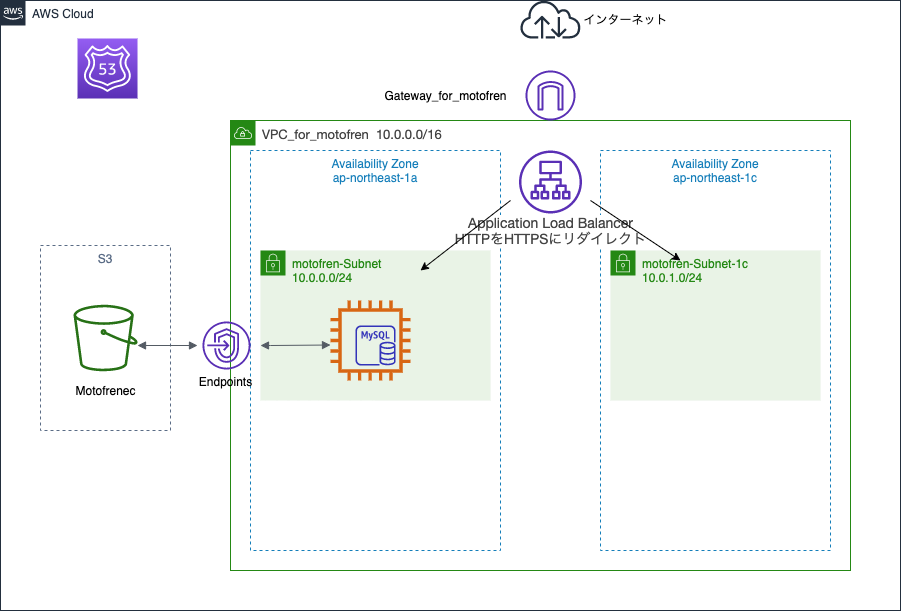 aws
AWS Cloud
インターネット
53
Gateway_for_motofren
VPC_for_motofren 10.0.0.0/16
Availability Zone
ap-northeast-1a
Availability Zone
ap-northeast-1c
Application Load Balancer
HTTPをHTTPSにリダイレクト
S3
motofren-Subnet
10.0.0.0/24
motofren-Subnet-1c
10.0.1.0/24
MySQL
Endpoints
Motofrenec